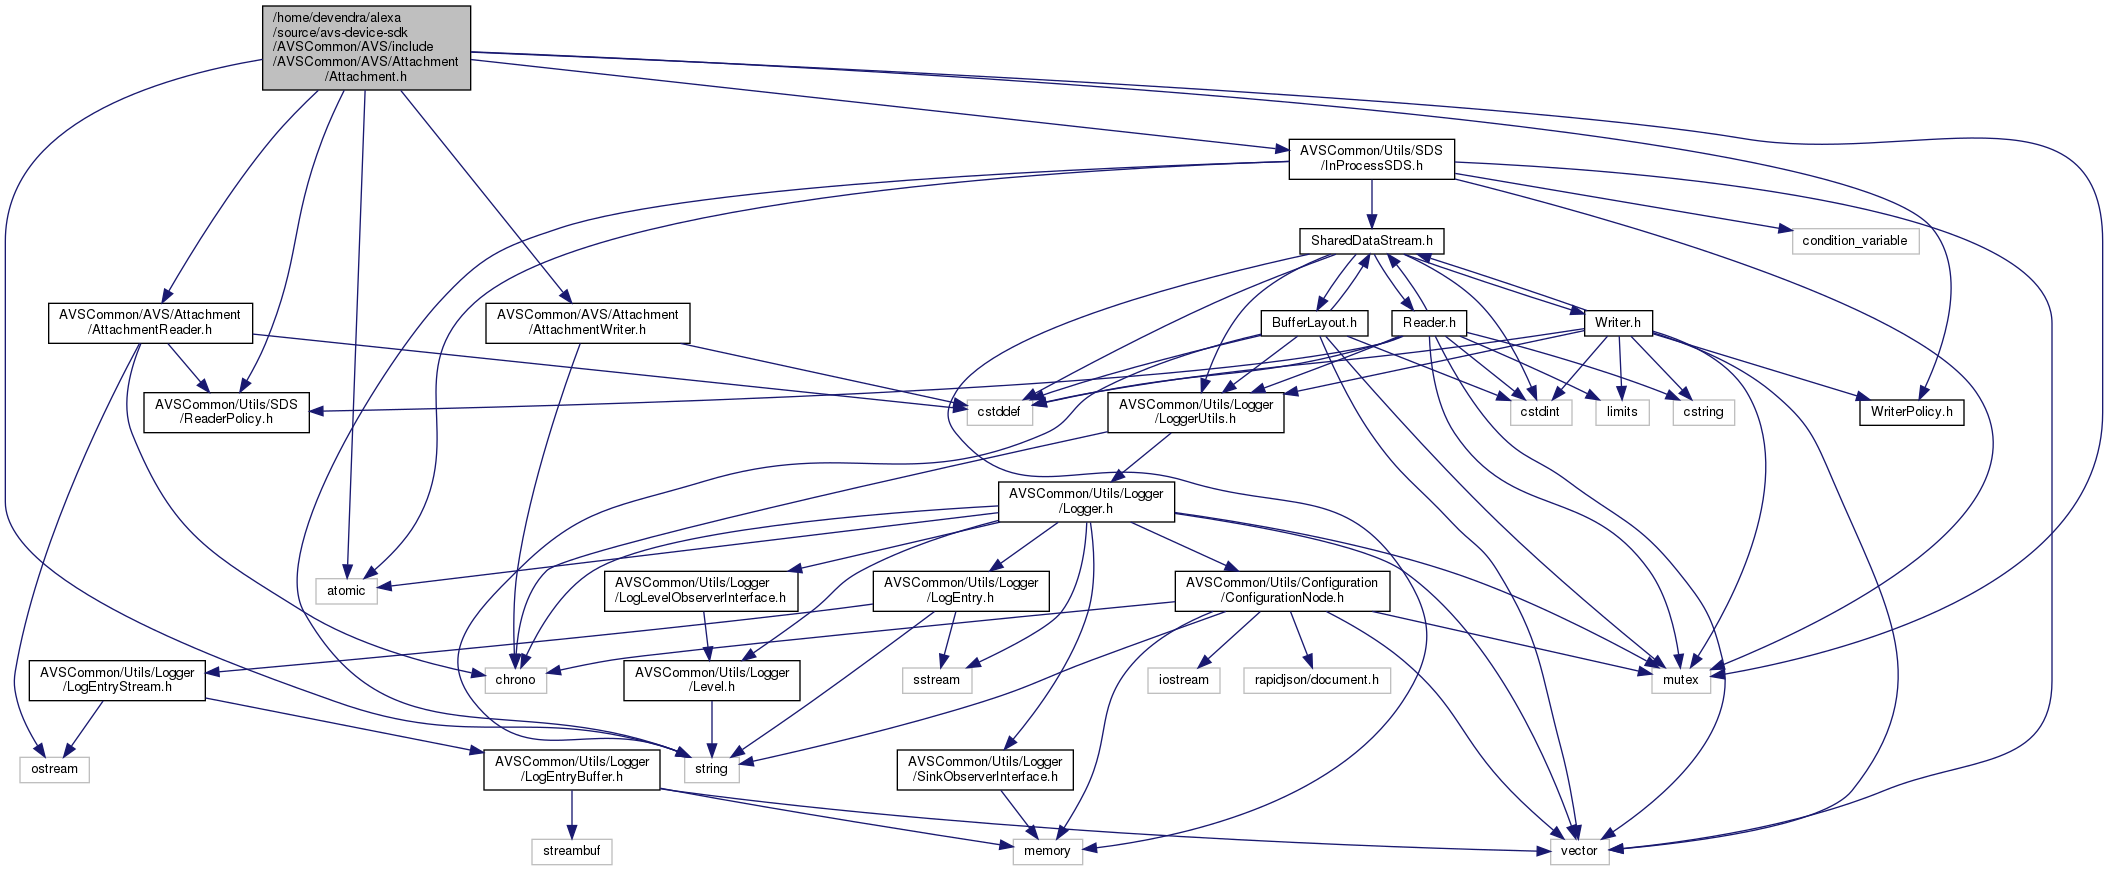 /home/devendra/alexa
/source/avs-device-sdk
/AVSCommon/AVS/include
/AVSCommon/AVS/Attachment
/Attachment.h
AVSCommon/Utils/SDS
/InProcessSDS.h
SharedDataStream.h
condition_variable
AVSCommon/AVS/Attachment
/AttachmentReader.h
AVSCommon/AVS/Attachment
/AttachmentWriter.h
BufferLayout.h
Reader.h
Writer.h
AVSCommon/Utils/SDS
/ReaderPolicy.h
cstddef
AVSCommon/Utils/Logger
/LoggerUtils.h
cstdint
limits
cstring
WriterPolicy.h
AVSCommon/Utils/Logger
/Logger.h
atomic
AVSCommon/Utils/Logger
/LogLevelObserverInterface.h
AVSCommon/Utils/Logger
/LogEntry.h
AVSCommon/Utils/Configuration
/ConfigurationNode.h
AVSCommon/Utils/Logger
/LogEntryStream.h
chrono
AVSCommon/Utils/Logger
/Level.h
sstream
iostream
rapidjson/document.h
mutex
ostream
AVSCommon/Utils/Logger
/LogEntryBuffer.h
string
AVSCommon/Utils/Logger
/SinkObserverInterface.h
streambuf
memory
vector